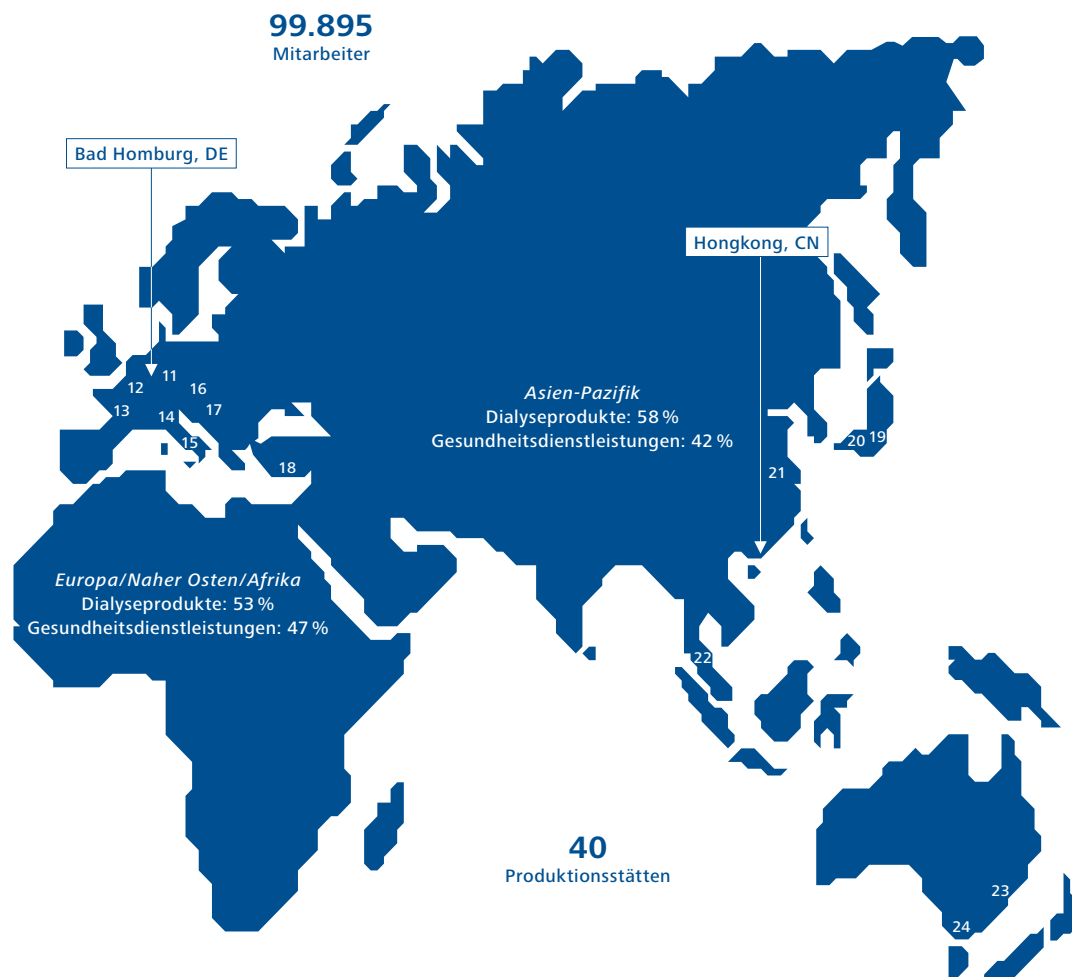 99.895
Mitarbeiter
Bad Homburg, DE
Hongkong, CN
11
12
16
13
14
17
15
18
Asien-Pazifik
Dialyseprodukte: 58 %
Gesundheitsdienstleistungen: 42 %
20
19
21
Europa/Naher Osten/Afrika
Dialyseprodukte: 53 %
Gesundheitsdienstleistungen: 47 %
22
40
Produktionsstätten
23
24